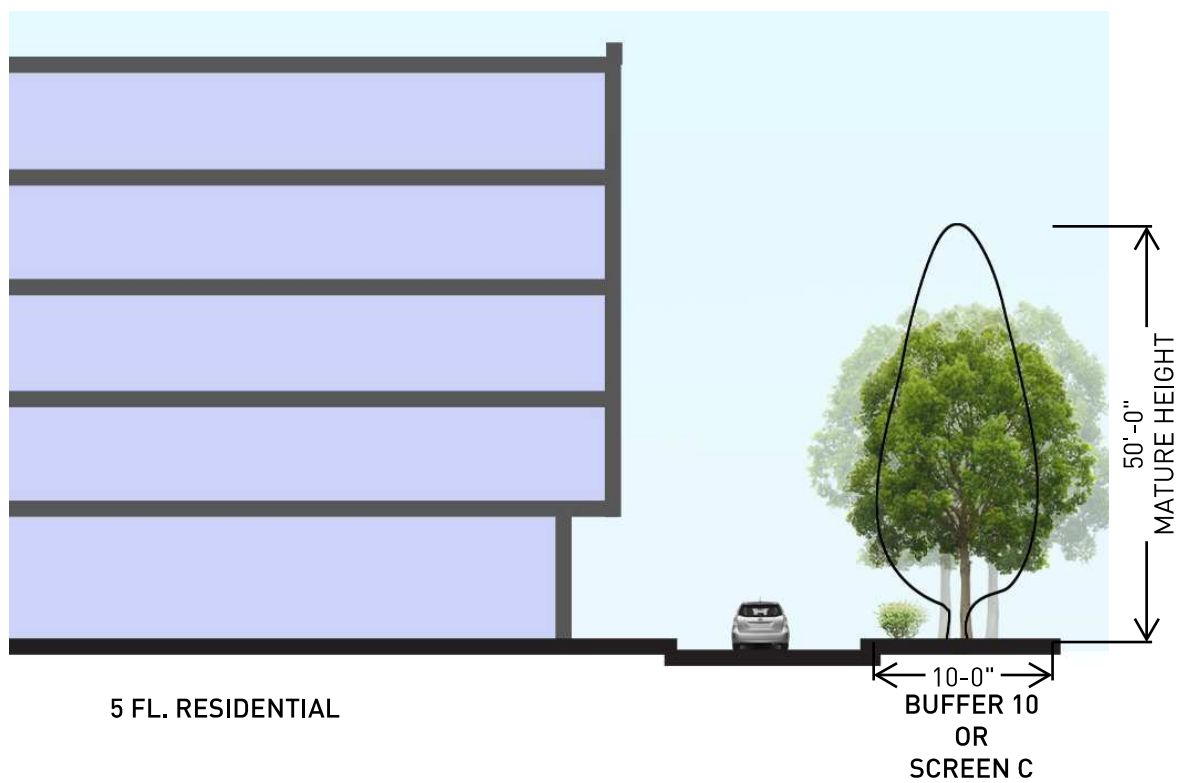 50'-0"
MATURE HEIGHT
5 FL. RESIDENTIAL
10-0"
BUFFER 10
OR
SCREEN C